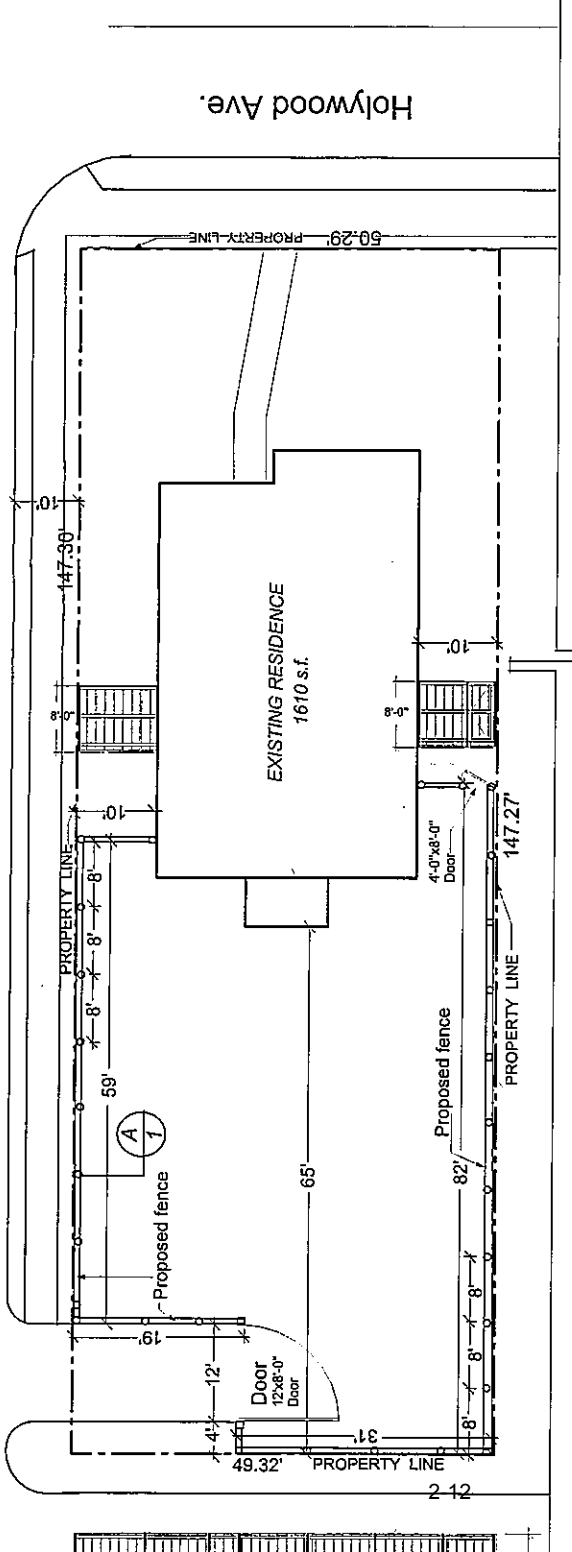 Holywood Ave.
PROPERTY LINE
50.29'
10'
147.30'
EXISTING RESIDENCE
1610 s.f.
8'-0"
8'-0"
10'
10'
PROPERTY LINE
4'-0"x8'-0"
Door
147.27'
8'
8'
8'
59'
A
1
Proposed fence
Proposed fence
PROPERTY LINE
65'
82'
19'
12'
Door
12'x8'-0"
Door
8'
8'
8'
4'
31'
49.32'
PROPERTY LINE
2-12